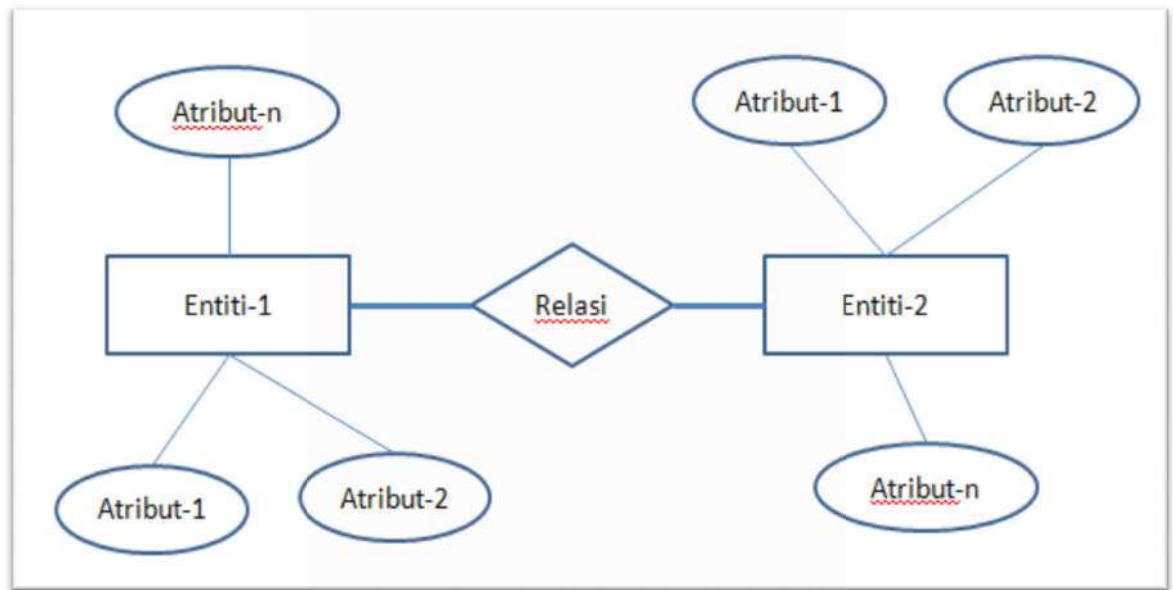 Atribut-n
Atribut-1
Atribut-2
Entiti-1
Relasi
Entiti-2
Atribut-1
Atribut-2
Atribut-n